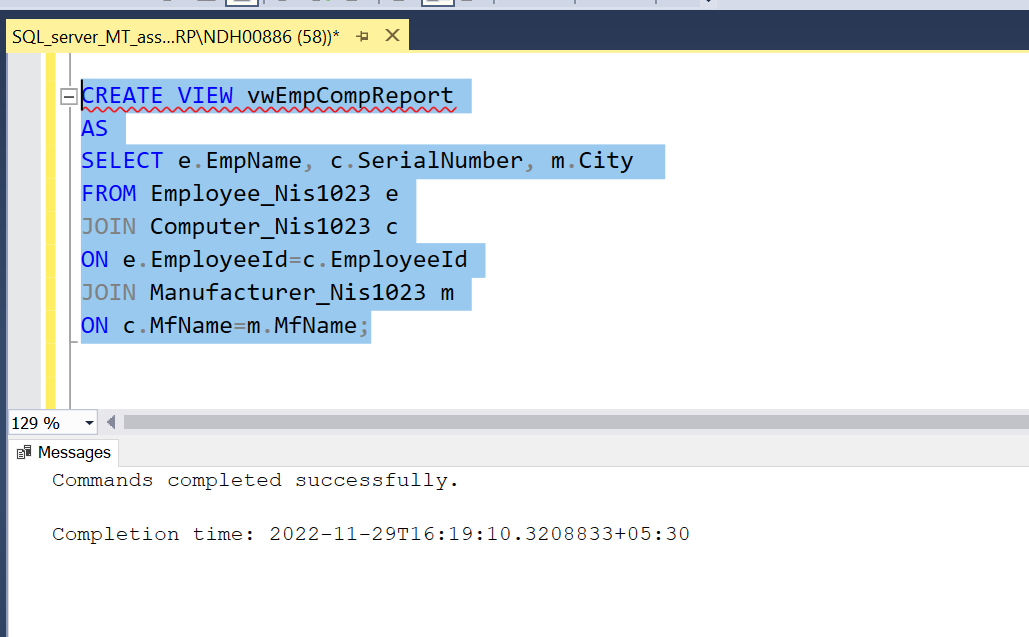 SQL_server_MT_ass...RP\NDH00886 (58))*
CREATE VIEW vwEmpCompReport
AS
SELECT e.EmpName, c.SerialNumber, m.City
FROM Employee_Nis1023 e
JOIN Computer_Nis1023 c
ON e.EmployeeId=c.EmployeeId
JOIN Manufacturer_Nis1023 m
ON c.MfName=m.MfName;
129 %
Messages
Commands completed successfully.
Completion time: 2022-11-29T16:19:10.3208833+05:30